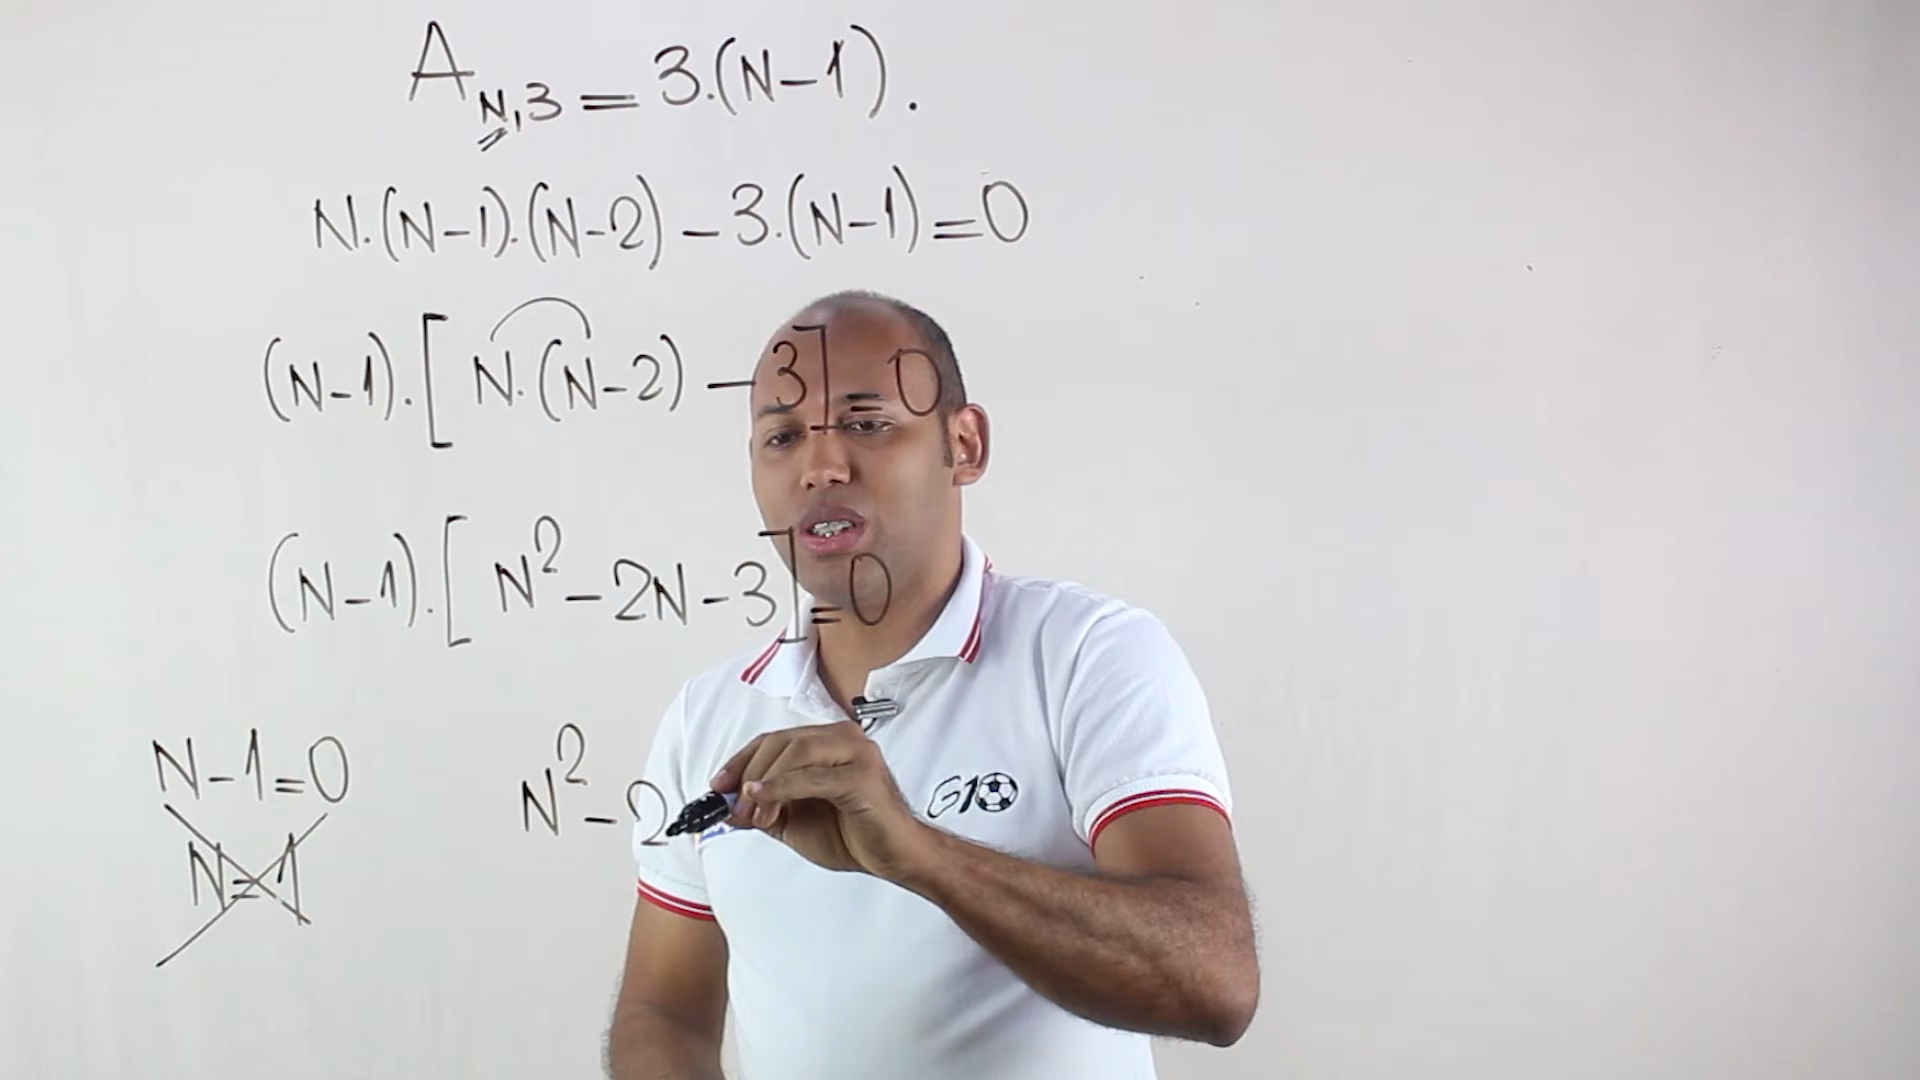 A N,3 = 3.(N-1).
N.(N-1).(N-2) - 3.(N-1) = 0
(N-1).[N.(N-2) - 3] = 0
(N-1).[N² - 2N - 3] = 0
N-1=0
N=1
N² - 2
G10